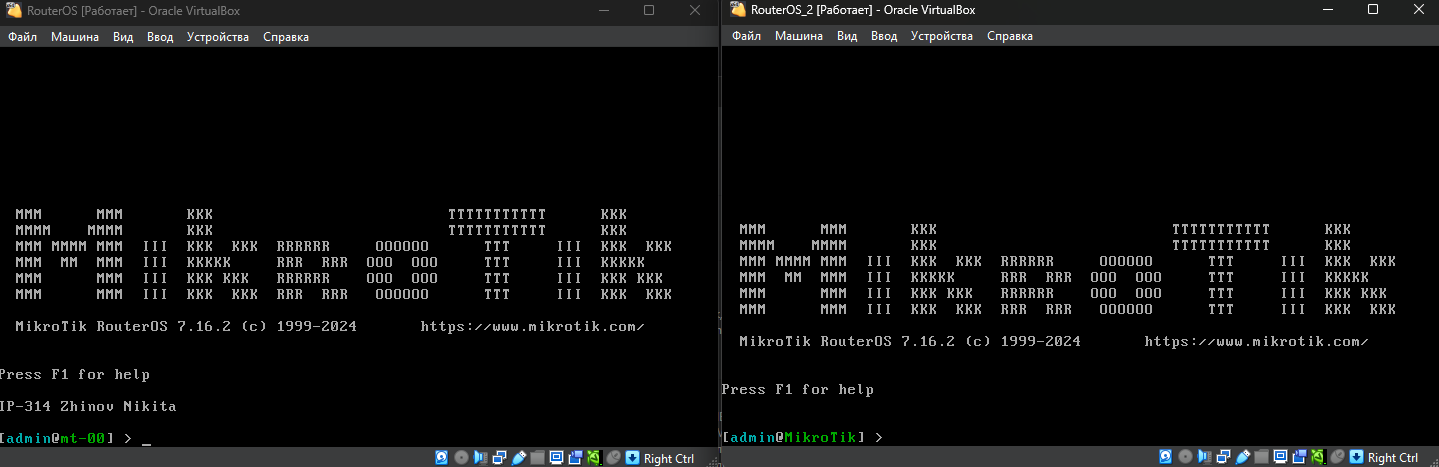 RouterOS [Работает] - Oracle VirtualBox
Файл Машина Вид Ввод Устройства Справка
MMM       MMM       KKK                          TTTTTTTTTTT      KKK
MMMM     MMMM       KKK                          TTTTTTTTTTT      KKK
MMM MMMM MMM  III  KKK  KKK  RRRRRR     OOOOOO      TTT     III  KKK  KKK
MMM  MM  MMM  III  KKKKK     RRR  RRR  OOO  OOO     TTT     III  KKKKK
MMM      MMM  III  KKK KKK   RRRRRR    OOO  OOO     TTT     III  KKK KKK
MMM      MMM  III  KKK  KKK  RRR  RRR   OOOOOO      TTT     III  KKK  KKK
MikroTik RouterOS 7.16.2 (c) 1999-2024       https://www.mikrotik.com/
Press F1 for help
IP-314 Zhinov Nikita
[admin@mt-00] > _
Right Ctrl
RouterOS_2 [Работает] - Oracle VirtualBox
Файл Машина Вид Ввод Устройства Справка
MMM       MMM       KKK                          TTTTTTTTTTT      KKK
MMMM     MMMM       KKK                          TTTTTTTTTTT      KKK
MMM MMMM MMM  III  KKK  KKK  RRRRRR     OOOOOO      TTT     III  KKK  KKK
MMM  MM  MMM  III  KKKKK     RRR  RRR  OOO  OOO     TTT     III  KKKKK
MMM      MMM  III  KKK KKK   RRRRRR    OOO  OOO     TTT     III  KKK KKK
MMM      MMM  III  KKK  KKK  RRR  RRR   OOOOOO      TTT     III  KKK  KKK
MikroTik RouterOS 7.16.2 (c) 1999-2024       https://www.mikrotik.com/
Press F1 for help
[admin@MikroTik] >
Right Ctrl